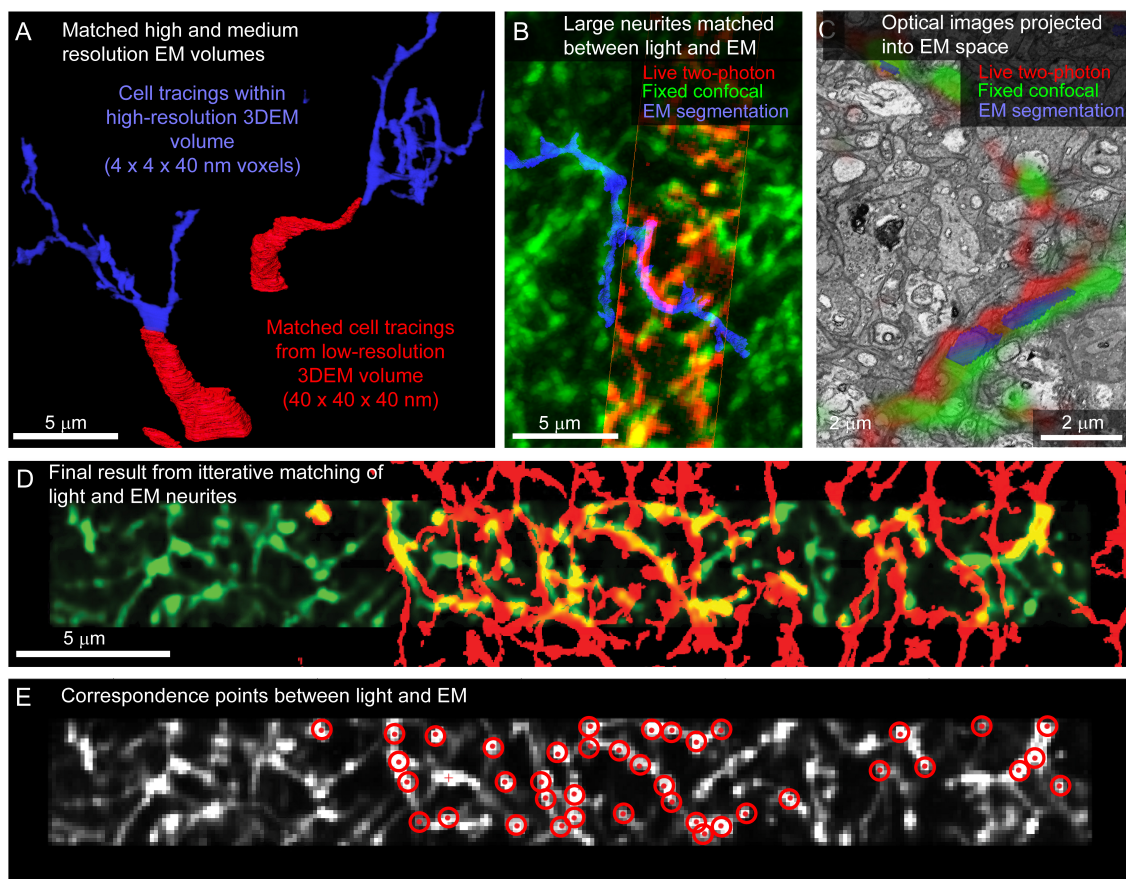 A
Matched high and medium
resolution EM volumes
Cell tracings within
high-resolution 3DEM
volume
(4 x 4 x 40 nm voxels)
Matched cell tracings
from low-resolution
3DEM volume
(40 x 40 x 40 nm)
5 µm
B
Large neurites matched
between light and EM
Live two-photon
Fixed confocal
EM segmentation
5 µm
C
Optical images projected
into EM space
Live two-photon
Fixed confocal
EM segmentation
2 µm
2 µm
D
Final result from itterative matching of
light and EM neurites
5 µm
E
Correspondence points between light and EM